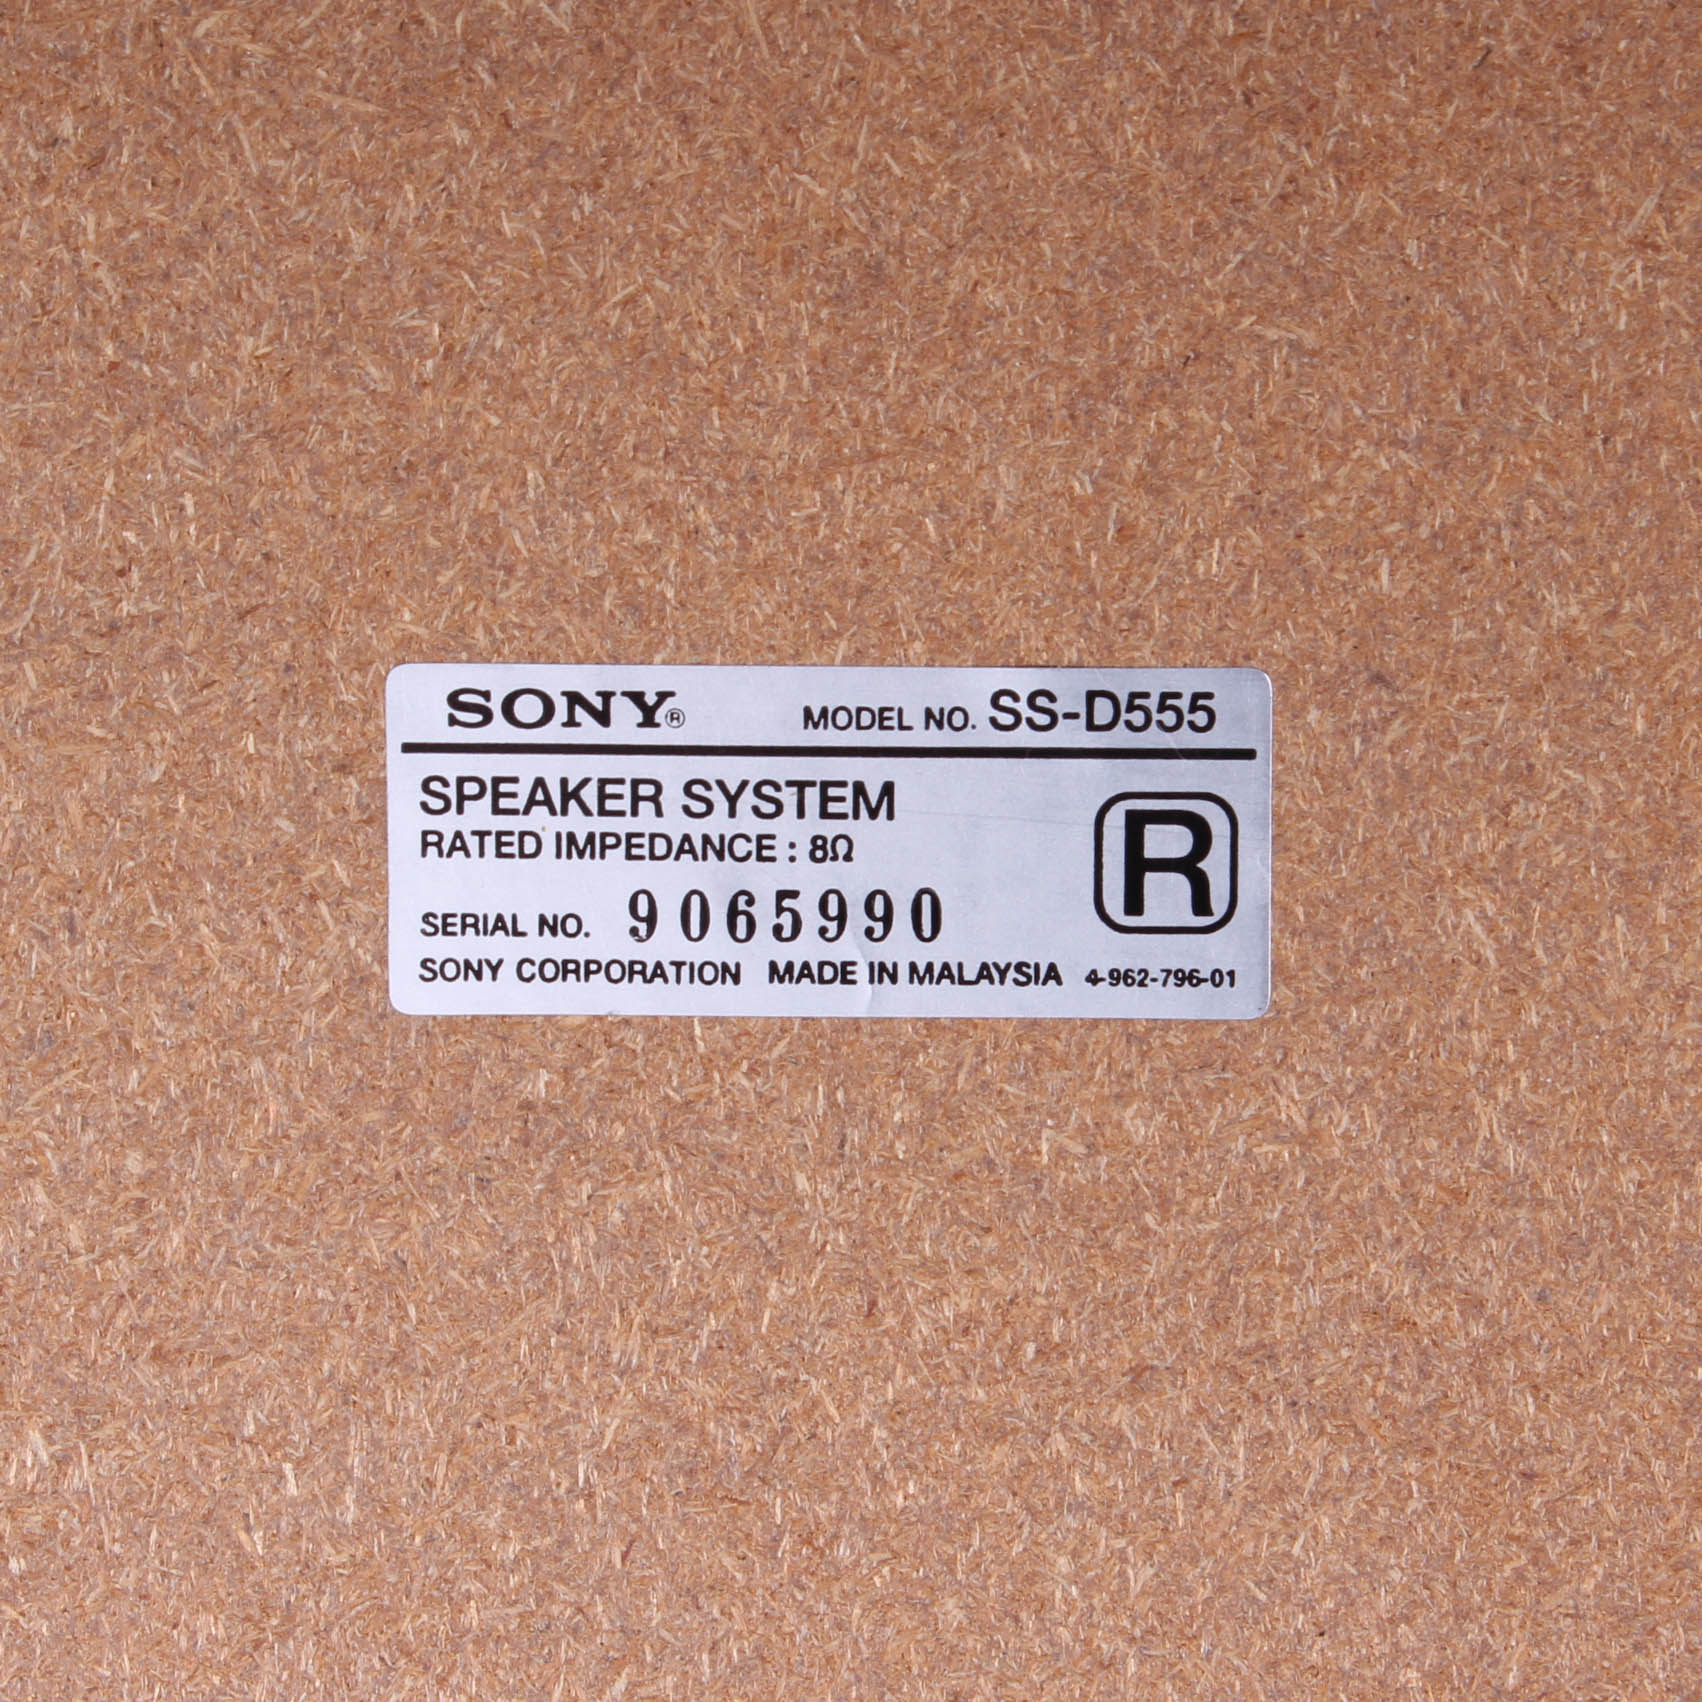 SONY® MODEL NO. SS-D555
SPEAKER SYSTEM
RATED IMPEDANCE : 8Ω
R
SERIAL NO. 9065990
SONY CORPORATION MADE IN MALAYSIA 4-962-796-01